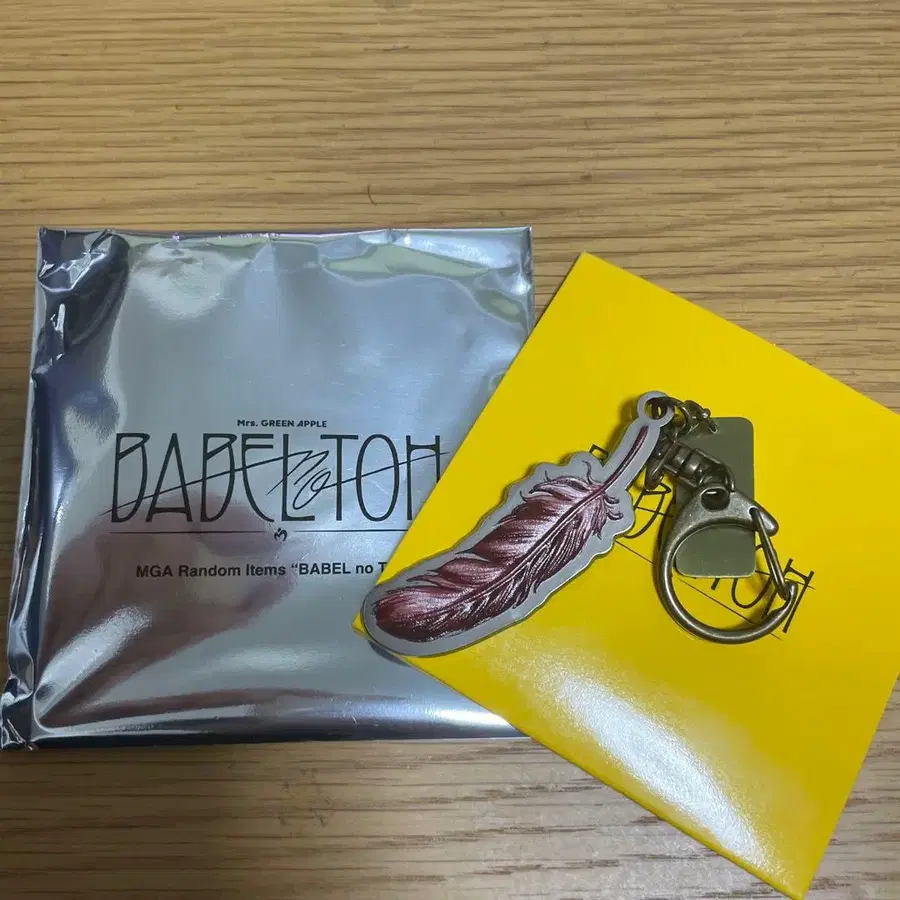 Mrs. GREEN APPLE
BABEL no TOH
MGA Random Items “BABEL no T